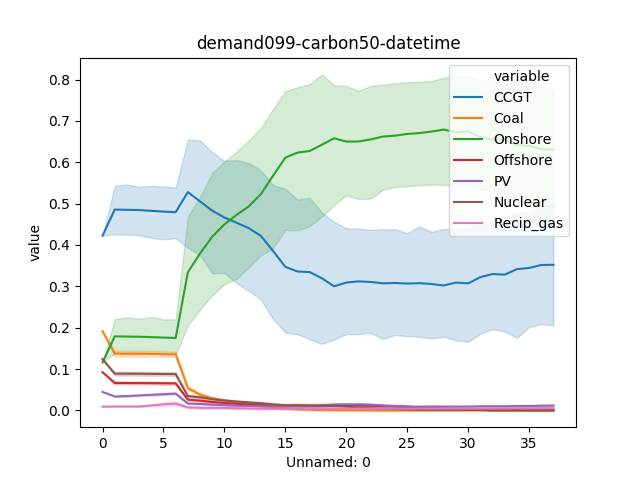 demand099-carbon50-datetime
value
0.8
0.7
0.6
0.5
0.4
0.3
0.2
0.1
0.0
variable
CCGT
Coal
Onshore
Offshore
PV
Nuclear
Recip_gas
0 5 10 15 20 25 30 35
Unnamed: 0